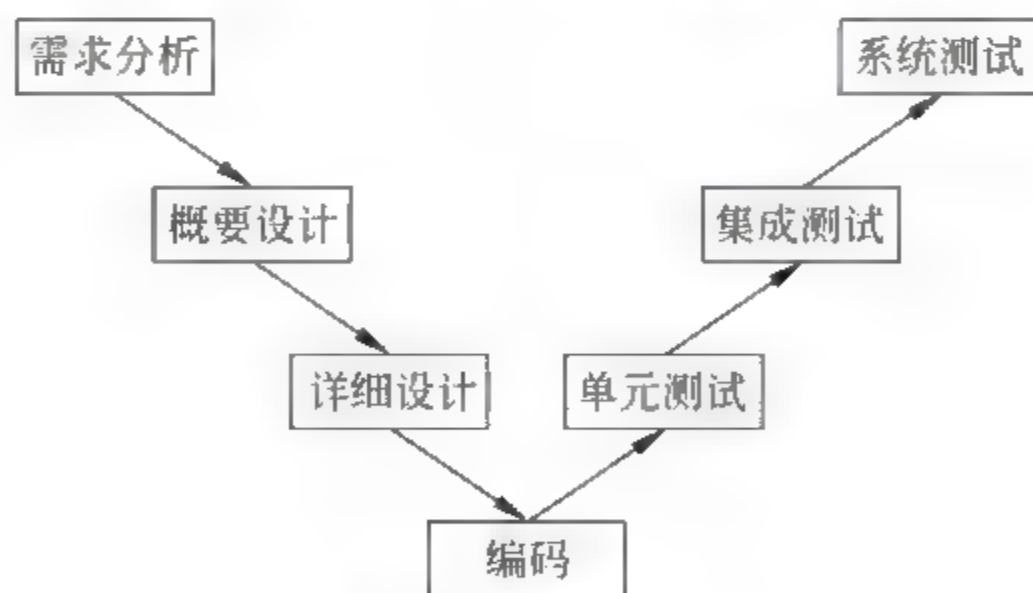 需求分析
系统测试
概要设计
集成测试
详细设计
单元测试
编码